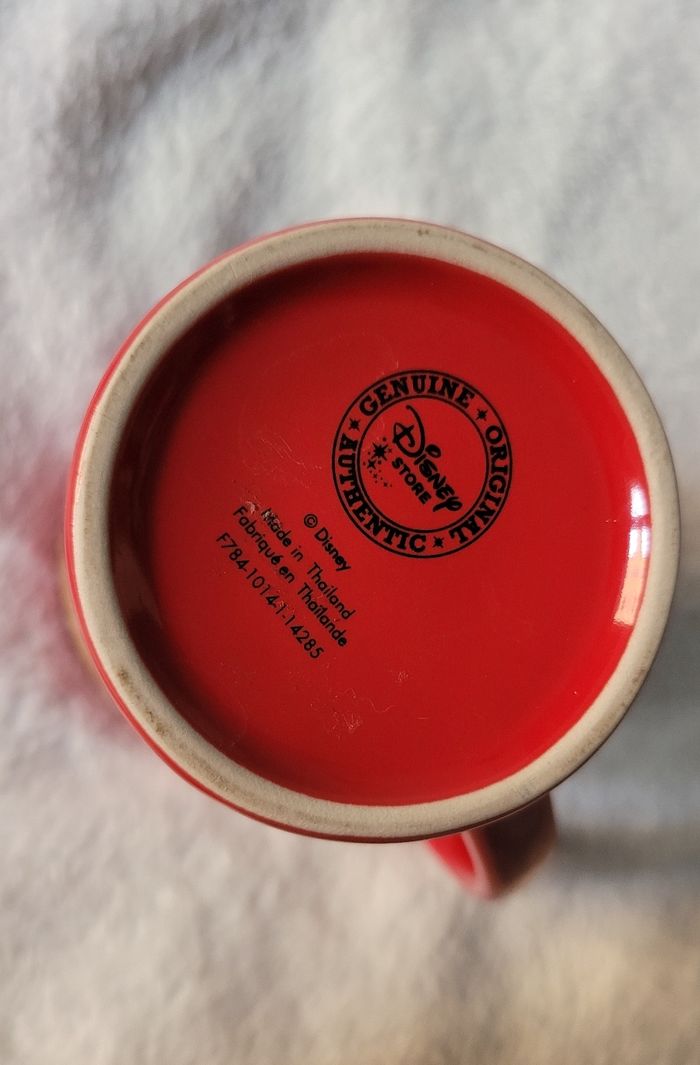 GENUINE ORIGINAL AUTHENTIC
Disney
STORE
© Disney
Made in Thailand
Fabriqué en Thaïlande
F784-1014-1-14285